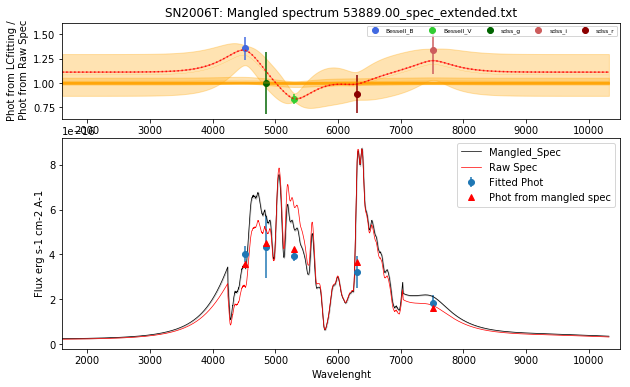 SN2006T: Mangled spectrum 53889.00_spec_extended.txt
Phot from LCfitting /
Phot from Raw Spec
1.50
1.25
1.00
0.75
Bessell_B
Bessell_V
sdss_g
sdss_i
sdss_r
2000 3000 4000 5000 6000 7000 8000 9000 10000
1e−16
Flux erg s-1 cm-2 A-1
8
6
4
2
0
Mangled_Spec
Raw Spec
Fitted Phot
Phot from mangled spec
2000 3000 4000 5000 6000 7000 8000 9000 10000
Wavelenght